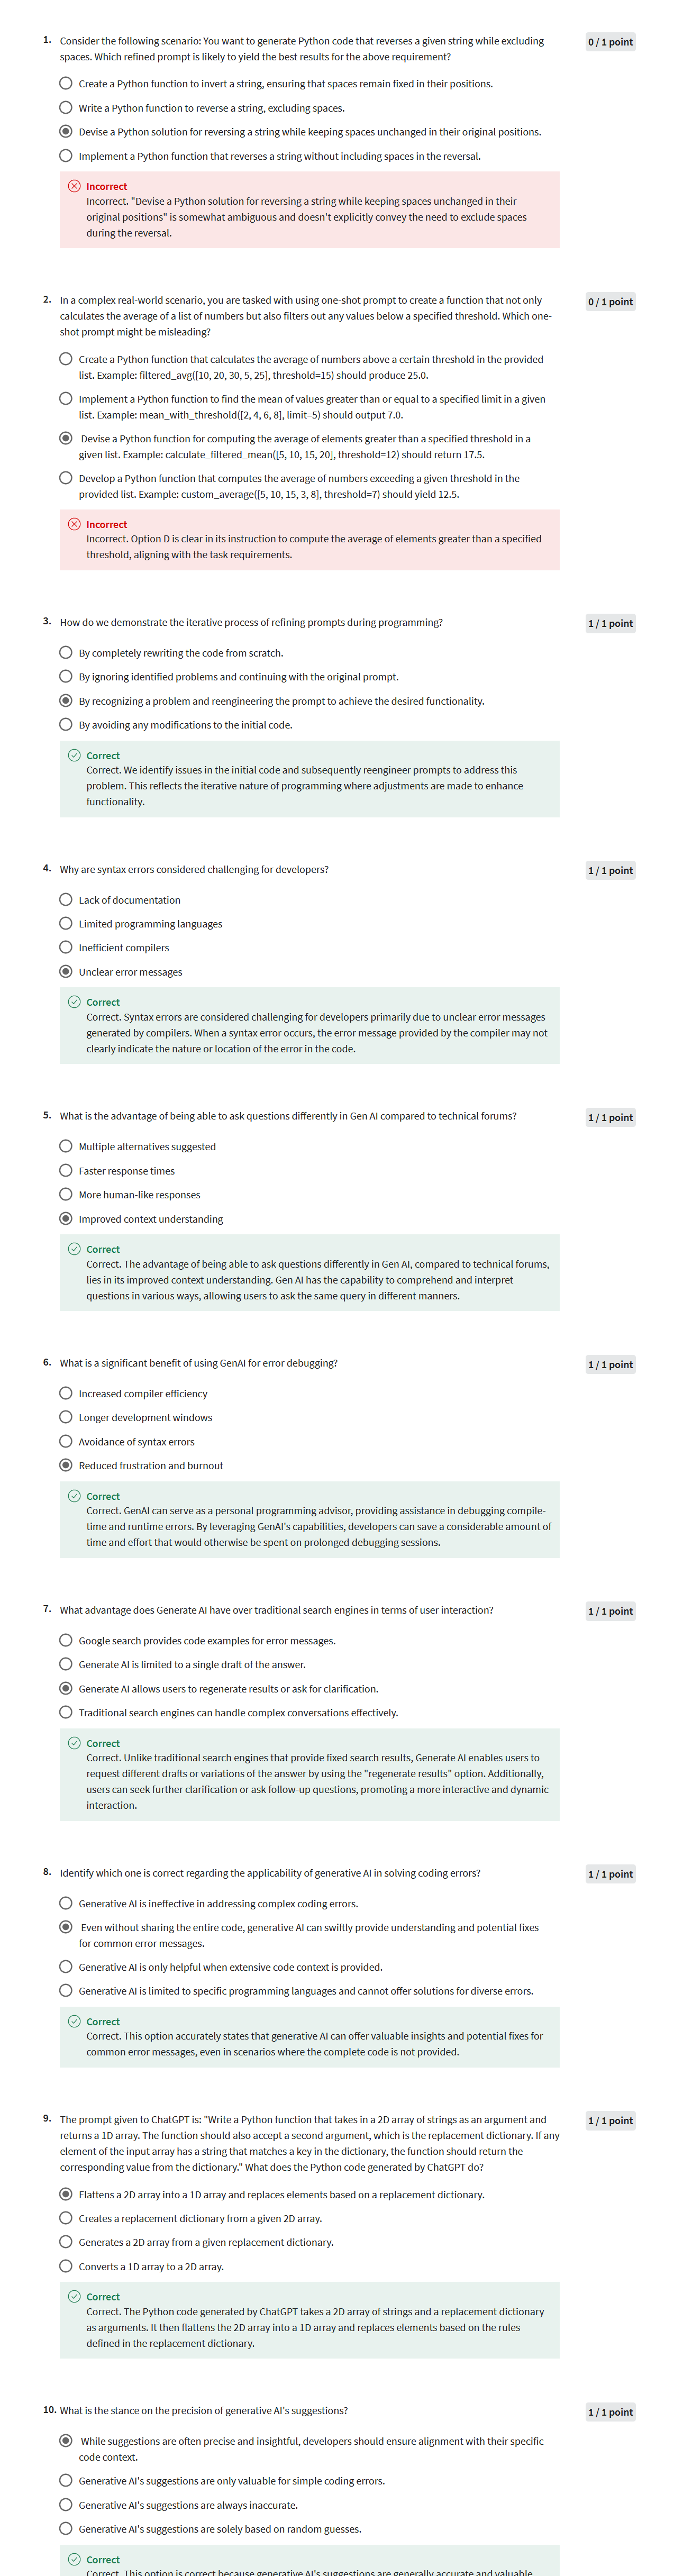 1. Consider the following scenario: You want to generate Python code that reverses a given string while excluding
spaces. Which refined prompt is likely to yield the best results for the above requirement?
0 / 1 point
Create a Python function to invert a string, ensuring that spaces remain fixed in their positions.
Write a Python function to reverse a string, excluding spaces.
Devise a Python solution for reversing a string while keeping spaces unchanged in their original positions.
Implement a Python function that reverses a string without including spaces in the reversal.
Incorrect
Incorrect. "Devise a Python solution for reversing a string while keeping spaces unchanged in their
original positions" is somewhat ambiguous and doesn't explicitly convey the need to exclude spaces
during the reversal.
2. In a complex real-world scenario, you are tasked with using one-shot prompt to create a function that not only
calculates the average of a list of numbers but also filters out any values below a specified threshold. Which one-
shot prompt might be misleading?
0 / 1 point
Create a Python function that calculates the average of numbers above a certain threshold in the provided
list. Example: filtered_avg([10, 20, 30, 5, 25], threshold=15) should produce 25.0.
Implement a Python function to find the mean of values greater than or equal to a specified limit in a given
list. Example: mean_with_threshold([2, 4, 6, 8], limit=5) should output 7.0.
Devise a Python function for computing the average of elements greater than a specified threshold in a
given list. Example: calculate_filtered_mean([5, 10, 15, 20], threshold=12) should return 17.5.
Develop a Python function that computes the average of numbers exceeding a given threshold in the
provided list. Example: custom_average([5, 10, 15, 3, 8], threshold=7) should yield 12.5.
Incorrect
Incorrect. Option D is clear in its instruction to compute the average of elements greater than a specified
threshold, aligning with the task requirements.
3. How do we demonstrate the iterative process of refining prompts during programming?
1 / 1 point
By completely rewriting the code from scratch.
By ignoring identified problems and continuing with the original prompt.
By recognizing a problem and reengineering the prompt to achieve the desired functionality.
By avoiding any modifications to the initial code.
Correct
Correct. We identify issues in the initial code and subsequently reengineer prompts to address this
problem. This reflects the iterative nature of programming where adjustments are made to enhance
functionality.
4. Why are syntax errors considered challenging for developers?
1 / 1 point
Lack of documentation
Limited programming languages
Inefficient compilers
Unclear error messages
Correct
Correct. Syntax errors are considered challenging for developers primarily due to unclear error messages
generated by compilers. When a syntax error occurs, the error message provided by the compiler may not
clearly indicate the nature or location of the error in the code.
5. What is the advantage of being able to ask questions differently in Gen AI compared to technical forums?
1 / 1 point
Multiple alternatives suggested
Faster response times
More human-like responses
Improved context understanding
Correct
Correct. The advantage of being able to ask questions differently in Gen AI, compared to technical forums,
lies in its improved context understanding. Gen AI has the capability to comprehend and interpret
questions in various ways, allowing users to ask the same query in different manners.
6. What is a significant benefit of using GenAI for error debugging?
1 / 1 point
Increased compiler efficiency
Longer development windows
Avoidance of syntax errors
Reduced frustration and burnout
Correct
Correct. GenAI can serve as a personal programming advisor, providing assistance in debugging compile-
time and runtime errors. By leveraging GenAI's capabilities, developers can save a considerable amount of
time and effort that would otherwise be spent on prolonged debugging sessions.
7. What advantage does Generate AI have over traditional search engines in terms of user interaction?
1 / 1 point
Google search provides code examples for error messages.
Generate AI is limited to a single draft of the answer.
Generate AI allows users to regenerate results or ask for clarification.
Traditional search engines can handle complex conversations effectively.
Correct
Correct. Unlike traditional search engines that provide fixed search results, Generate AI enables users to
request different drafts or variations of the answer by using the "regenerate results" option. Additionally,
users can seek further clarification or ask follow-up questions, promoting a more interactive and dynamic
interaction.
8. Identify which one is correct regarding the applicability of generative AI in solving coding errors?
1 / 1 point
Generative AI is ineffective in addressing complex coding errors.
Even without sharing the entire code, generative AI can swiftly provide understanding and potential fixes
for common error messages.
Generative AI is only helpful when extensive code context is provided.
Generative AI is limited to specific programming languages and cannot offer solutions for diverse errors.
Correct
Correct. This option accurately states that generative AI can offer valuable insights and potential fixes for
common error messages, even in scenarios where the complete code is not provided.
9. The prompt given to ChatGPT is: "Write a Python function that takes in a 2D array of strings as an argument and
returns a 1D array. The function should also accept a second argument, which is the replacement dictionary. If any
element of the input array has a string that matches a key in the dictionary, the function should return the
corresponding value from the dictionary." What does the Python code generated by ChatGPT do?
1 / 1 point
Flattens a 2D array into a 1D array and replaces elements based on a replacement dictionary.
Creates a replacement dictionary from a given 2D array.
Generates a 2D array from a given replacement dictionary.
Converts a 1D array to a 2D array.
Correct
Correct. The Python code generated by ChatGPT takes a 2D array of strings and a replacement dictionary
as arguments. It then flattens the 2D array into a 1D array and replaces elements based on the rules
defined in the replacement dictionary.
10. What is the stance on the precision of generative AI's suggestions?
1 / 1 point
While suggestions are often precise and insightful, developers should ensure alignment with their specific
code context.
Generative AI's suggestions are only valuable for simple coding errors.
Generative AI's suggestions are always inaccurate.
Generative AI's suggestions are solely based on random guesses.
Correct
Correct. This option is correct because generative AI's suggestions are generally accurate and valuable